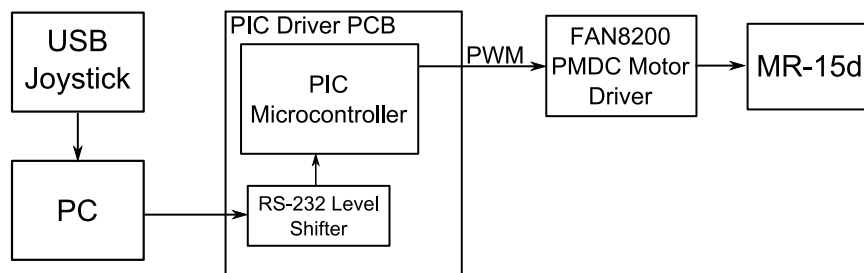 USB
Joystick
PC
PIC Driver PCB
PIC
Microcontroller
RS-232 Level
Shifter
PWM
FAN8200
PMDC Motor
Driver
MR-15d